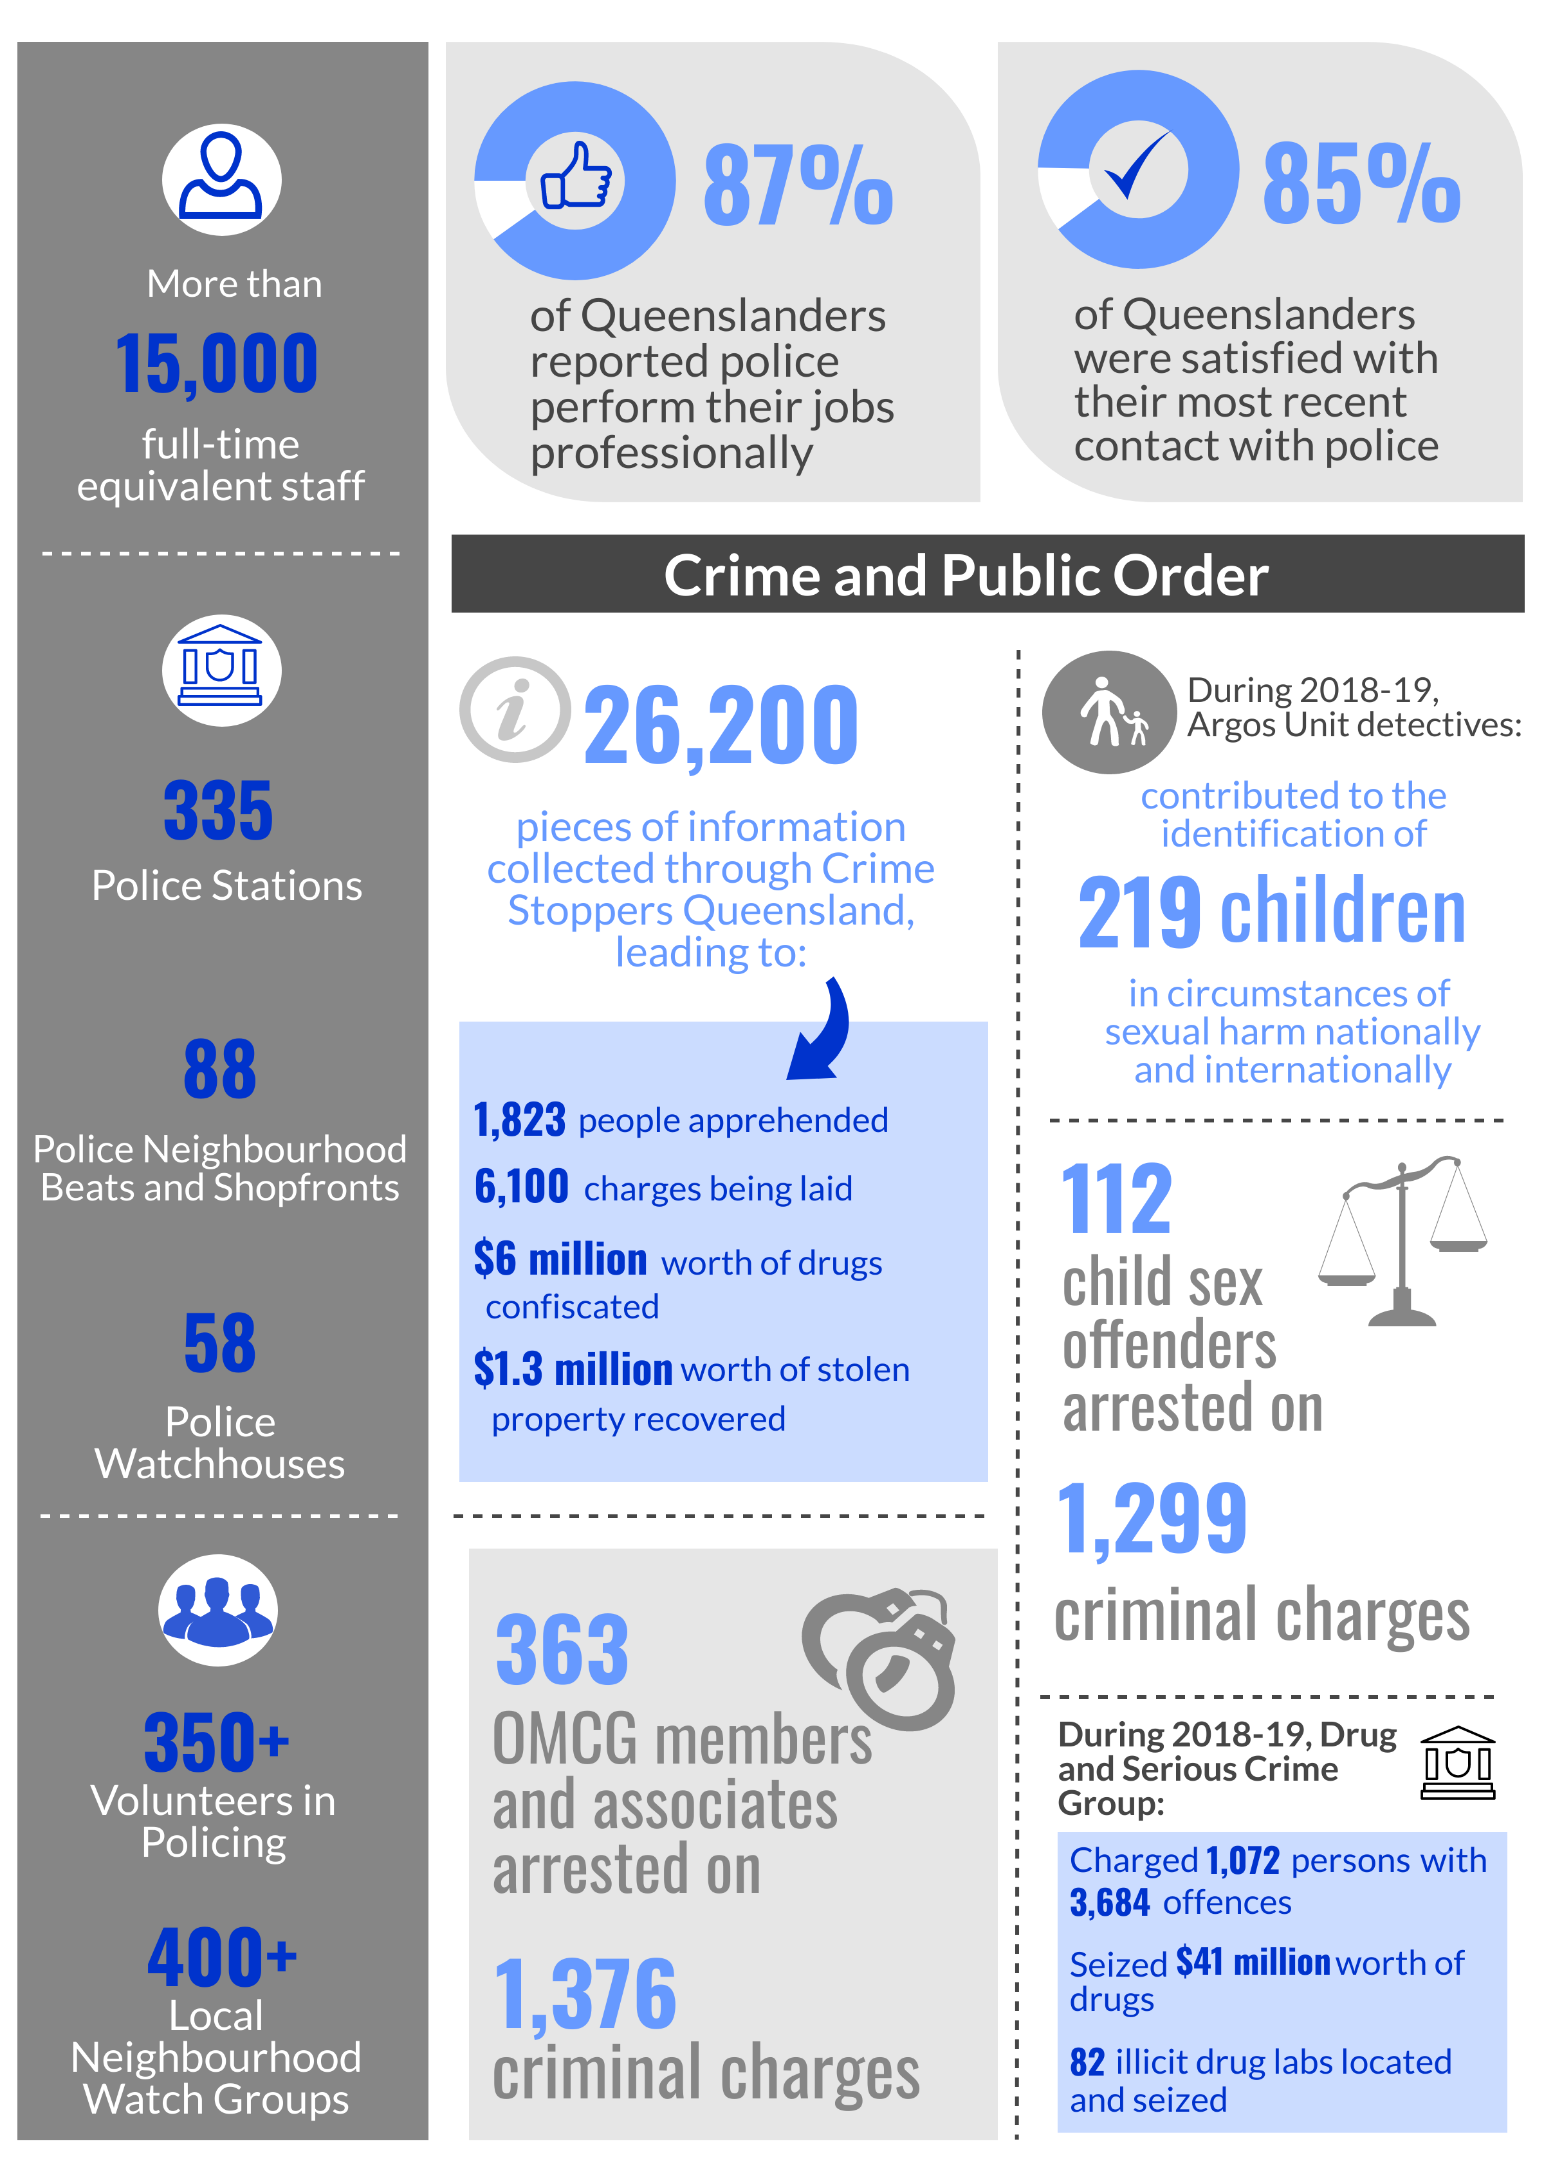 More than
15,000
full-time
equivalent staff
335
Police Stations
88
Police Neighbourhood
Beats and Shopfronts
58
Police
Watchhouses
350+
Volunteers in
Policing
400+
Local
Neighbourhood
Watch Groups
87%
of Queenslanders
reported police
perform their jobs
professionally
85%
of Queenslanders
were satisfied with
their most recent
contact with police
Crime and Public Order
i
26,200
pieces of information
collected through Crime
Stoppers Queensland,
leading to:
1,823 people apprehended
6,100 charges being laid
$6 million worth of drugs
confiscated
$1.3 million worth of stolen
property recovered
363
OMCG members
and associates
arrested on
1,376
criminal charges
During 2018-19,
Argos Unit detectives:
contributed to the
identification of
219 children
in circumstances of
sexual harm nationally
and internationally
112
child sex
offenders
arrested on
1,299
criminal charges
During 2018-19, Drug
and Serious Crime
Group:
Charged 1,072 persons with
3,684 offences
Seized $41 million worth of
drugs
82 illicit drug labs located
and seized